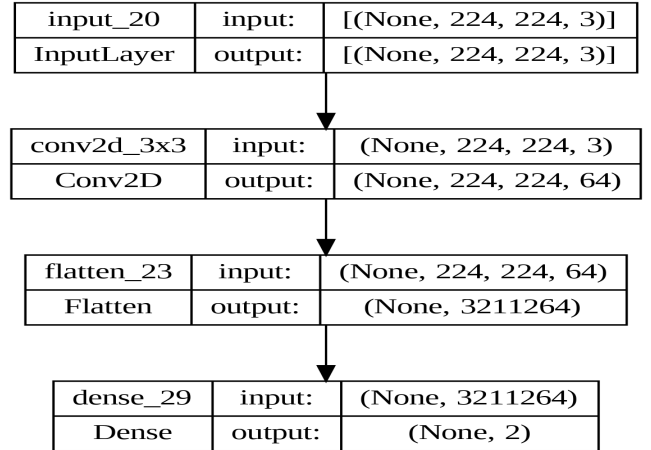 input_20 input: [(None, 224, 224, 3)]
InputLayer output: [(None, 224, 224, 3)]
conv2d_3x3 input: (None, 224, 224, 3)
Conv2D output: (None, 224, 224, 64)
flatten_23 input: (None, 224, 224, 64)
Flatten output: (None, 3211264)
dense_29 input: (None, 3211264)
Dense output: (None, 2)